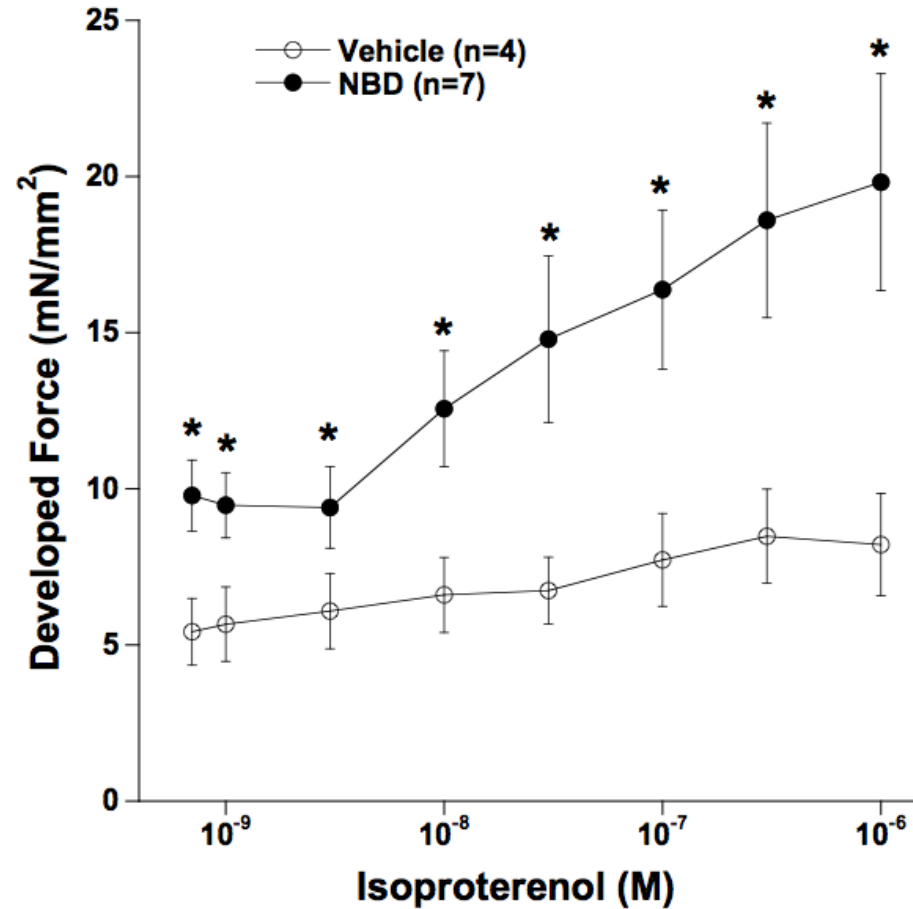 25
Vehicle (n=4)
NBD (n=7)
* * * * * * * *
20
15
10
5
0
Developed Force (mN/mm²)
10⁻⁹ 10⁻⁸ 10⁻⁷ 10⁻⁶
Isoproterenol (M)